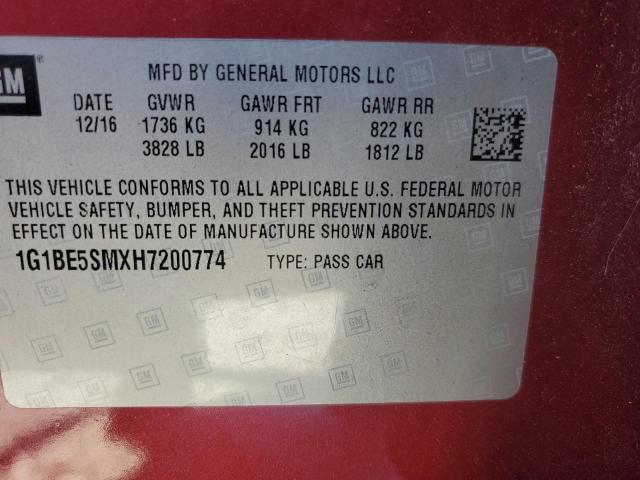 GM
MFD BY GENERAL MOTORS LLC
DATE GVWR GAWR FRT GAWR RR
12/16 1736 KG 914 KG 822 KG
3828 LB 2016 LB 1812 LB
THIS VEHICLE CONFORMS TO ALL APPLICABLE U.S. FEDERAL MOTOR
VEHICLE SAFETY, BUMPER, AND THEFT PREVENTION STANDARDS IN
EFFECT ON THE DATE OF MANUFACTURE SHOWN ABOVE.
1G1BE5SMXH7200774 TYPE: PASS CAR